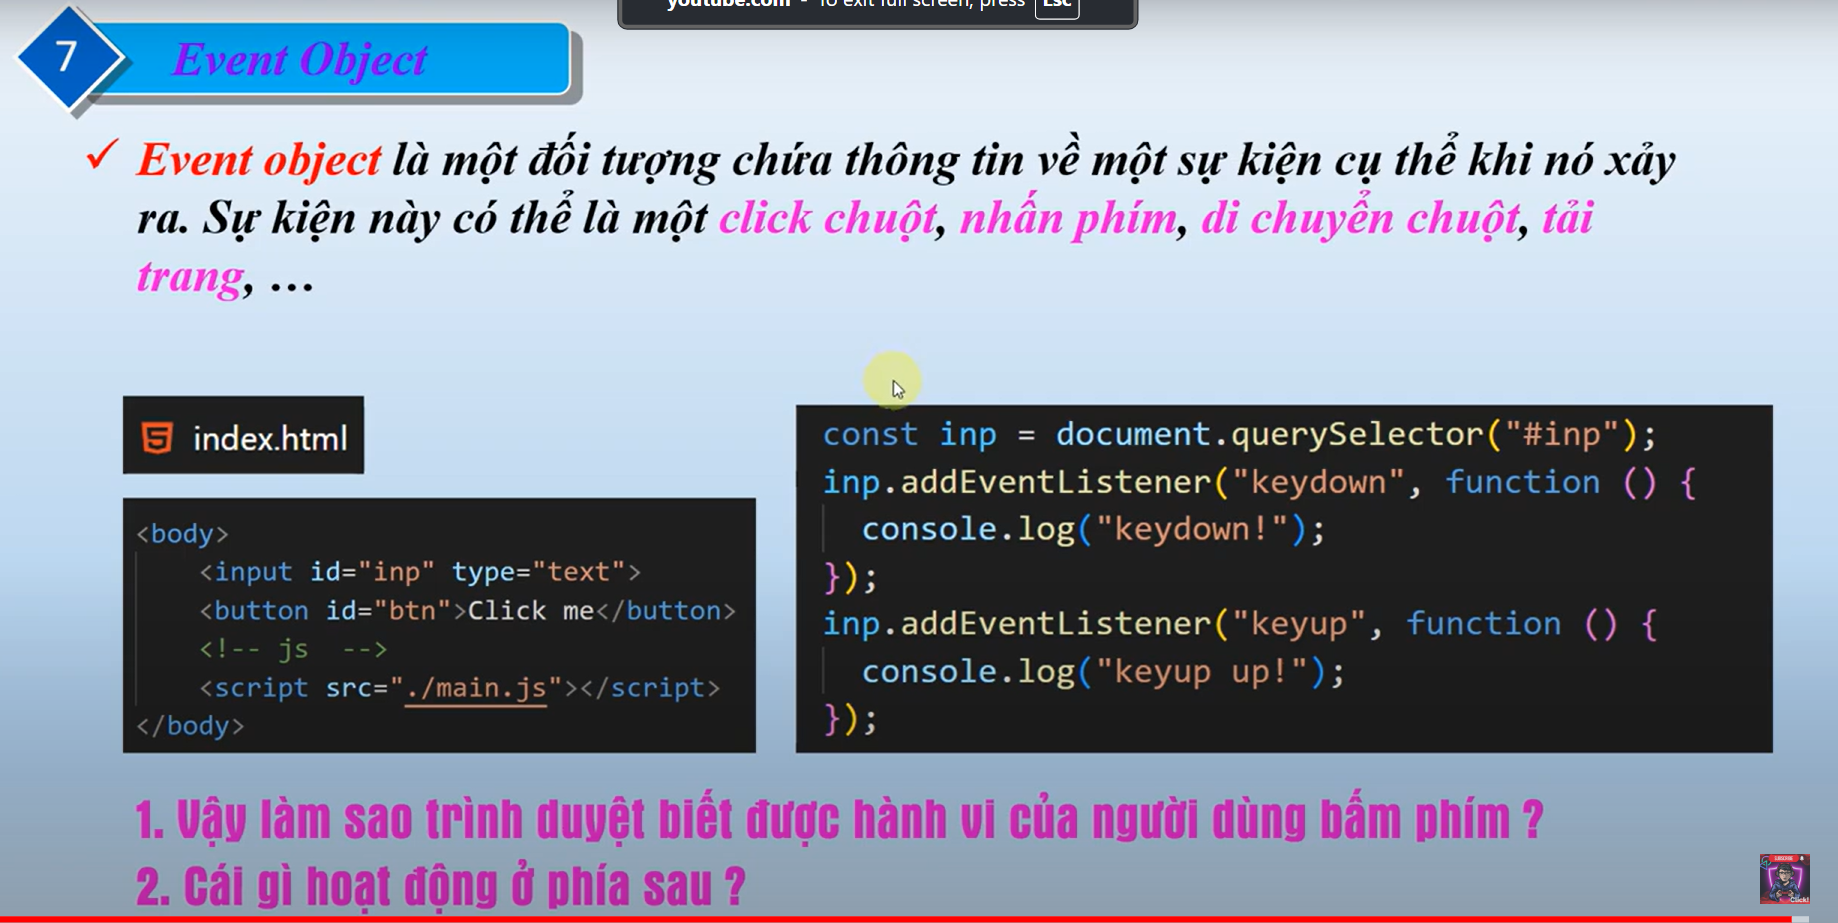 youtube.com - To exit full screen, press Esc
7
Event Object
✓ Event object là một đối tượng chứa thông tin về một sự kiện cụ thể khi nó xảy
ra. Sự kiện này có thể là một click chuột, nhấn phím, di chuyển chuột, tải
trang, ...
index.html
<body>
<input id="inp" type="text">
<button id="btn">Click me</button>
<!-- js -->
<script src="./main.js"></script>
</body>
const inp = document.querySelector("#inp");
inp.addEventListener("keydown", function () {
console.log("keydown!");
});
inp.addEventListener("keyup", function () {
console.log("keyup up!");
});
1. Vậy làm sao trình duyệt biết được hành vi của người dùng bấm phím ?
2. Cái gì hoạt động ở phía sau ?
SUBSCRIBE
Click!